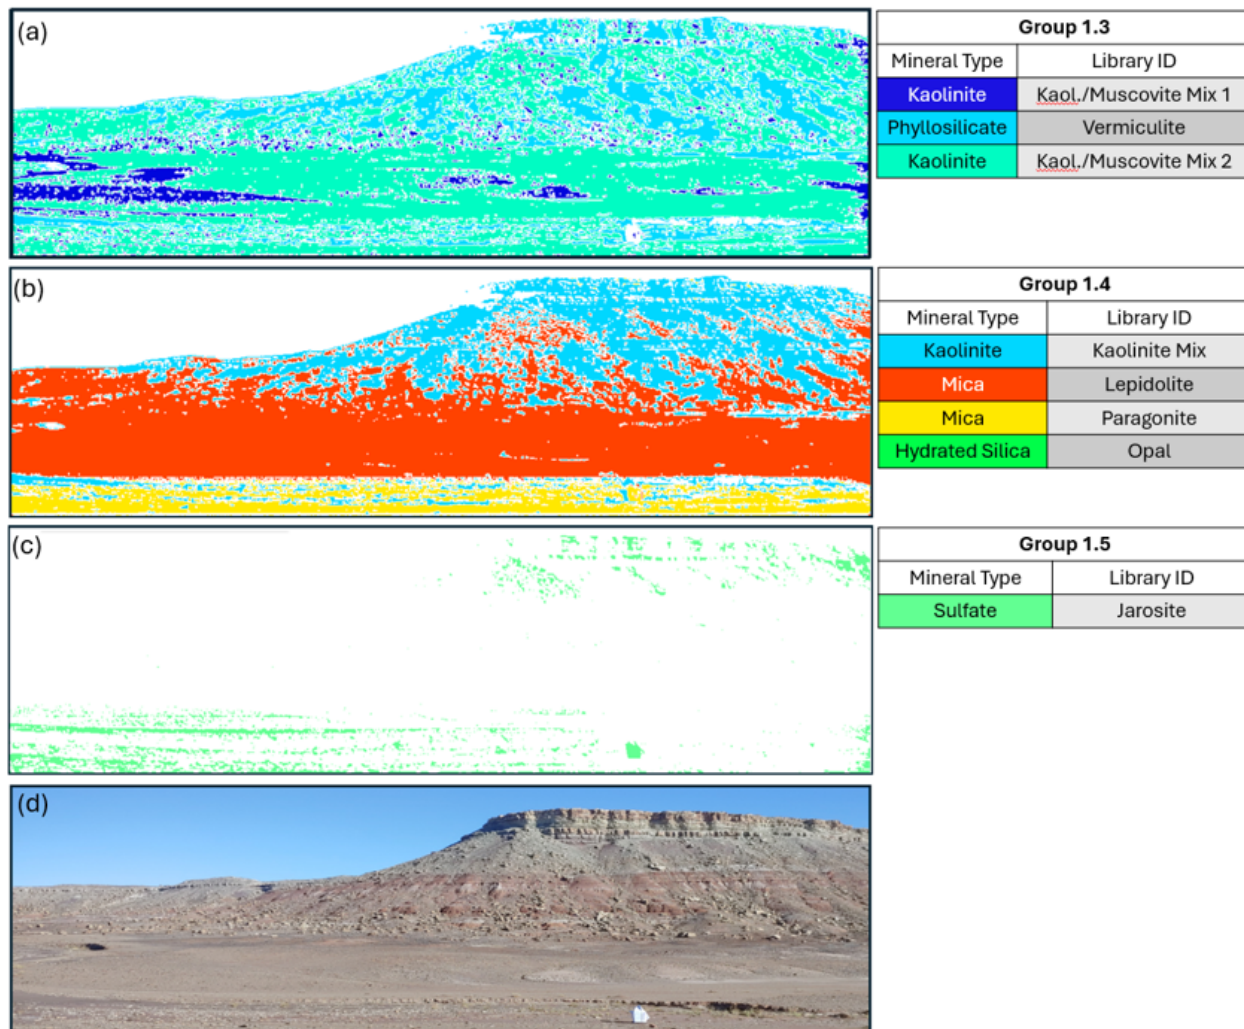 (a)
Group 1.3
Mineral Type Library ID
Kaolinite Kaol./Muscovite Mix 1
Phyllosilicate Vermiculite
Kaolinite Kaol./Muscovite Mix 2
(b)
Group 1.4
Mineral Type Library ID
Kaolinite Kaolinite Mix
Mica Lepidolite
Mica Paragonite
Hydrated Silica Opal
(c)
Group 1.5
Mineral Type Library ID
Sulfate Jarosite
(d)